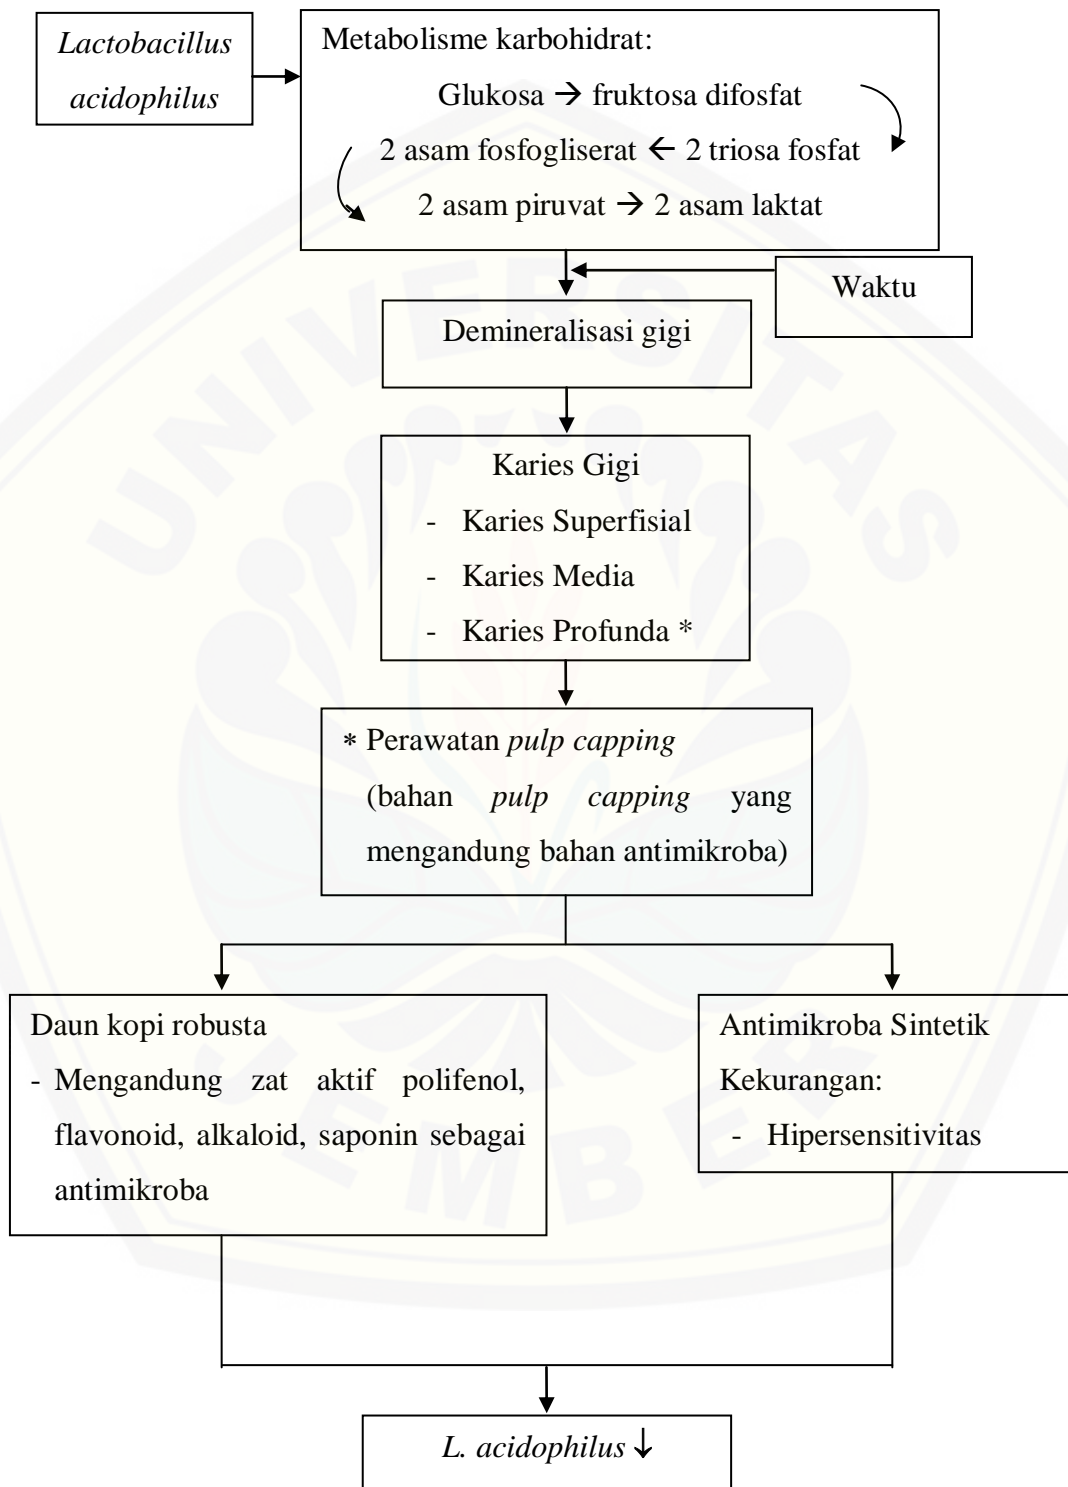 Lactobacillus
acidophilus
Metabolisme karbohidrat:
Glukosa → fruktosa difosfat
2 asam fosfogliserat ← 2 triosa fosfat
2 asam piruvat → 2 asam laktat
Waktu
Demineralisasi gigi
Karies Gigi
- Karies Superfisial
- Karies Media
- Karies Profunda *
* Perawatan pulp capping
(bahan pulp capping yang
mengandung bahan antimikroba)
Daun kopi robusta
- Mengandung zat aktif polifenol,
flavonoid, alkaloid, saponin sebagai
antimikroba
Antimikroba Sintetik
Kekurangan:
- Hipersensitivitas
L. acidophilus ↓
UNIVERSITAS
JEMBER